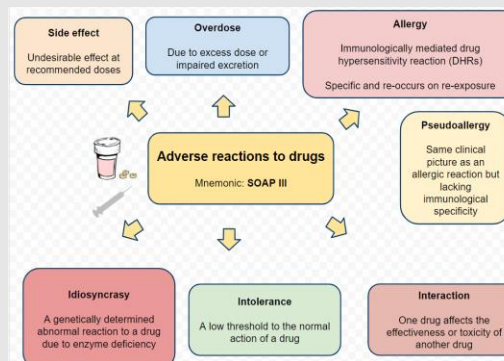 Side effect
Undesirable effect at
recommended doses
Overdose
Due to excess dose or
impaired excretion
Allergy
Immunologically mediated drug
hypersensitivity reaction (DHRs)
Specific and re-occurs on re-exposure
Adverse reactions to drugs
Mnemonic: SOAP III
Pseudoallergy
Same clinical
picture as an
allergic reaction but
lacking
immunological
specificity
Idiosyncrasy
A genetically determined
abnormal reaction to a drug
due to enzyme deficiency
Intolerance
A low threshold to the normal
action of a drug
Interaction
One drug affects the
effectiveness or toxicity of
another drug